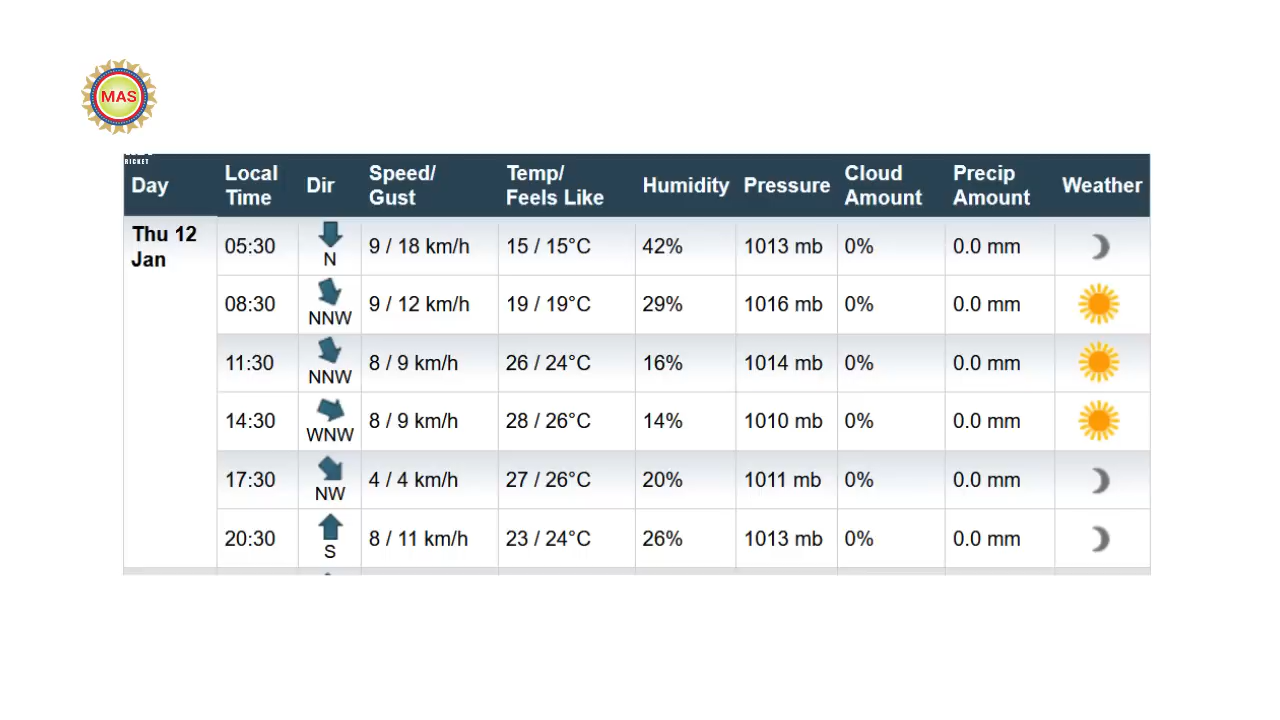 MAS
RICKET
Day Local Time Dir Speed/ Gust Temp/ Feels Like Humidity Pressure Cloud Amount Precip Amount Weather
Thu 12 Jan 05:30 N 9 / 18 km/h 15 / 15°C 42% 1013 mb 0% 0.0 mm
08:30 NNW 9 / 12 km/h 19 / 19°C 29% 1016 mb 0% 0.0 mm
11:30 NNW 8 / 9 km/h 26 / 24°C 16% 1014 mb 0% 0.0 mm
14:30 WNW 8 / 9 km/h 28 / 26°C 14% 1010 mb 0% 0.0 mm
17:30 NW 4 / 4 km/h 27 / 26°C 20% 1011 mb 0% 0.0 mm
20:30 S 8 / 11 km/h 23 / 24°C 26% 1013 mb 0% 0.0 mm